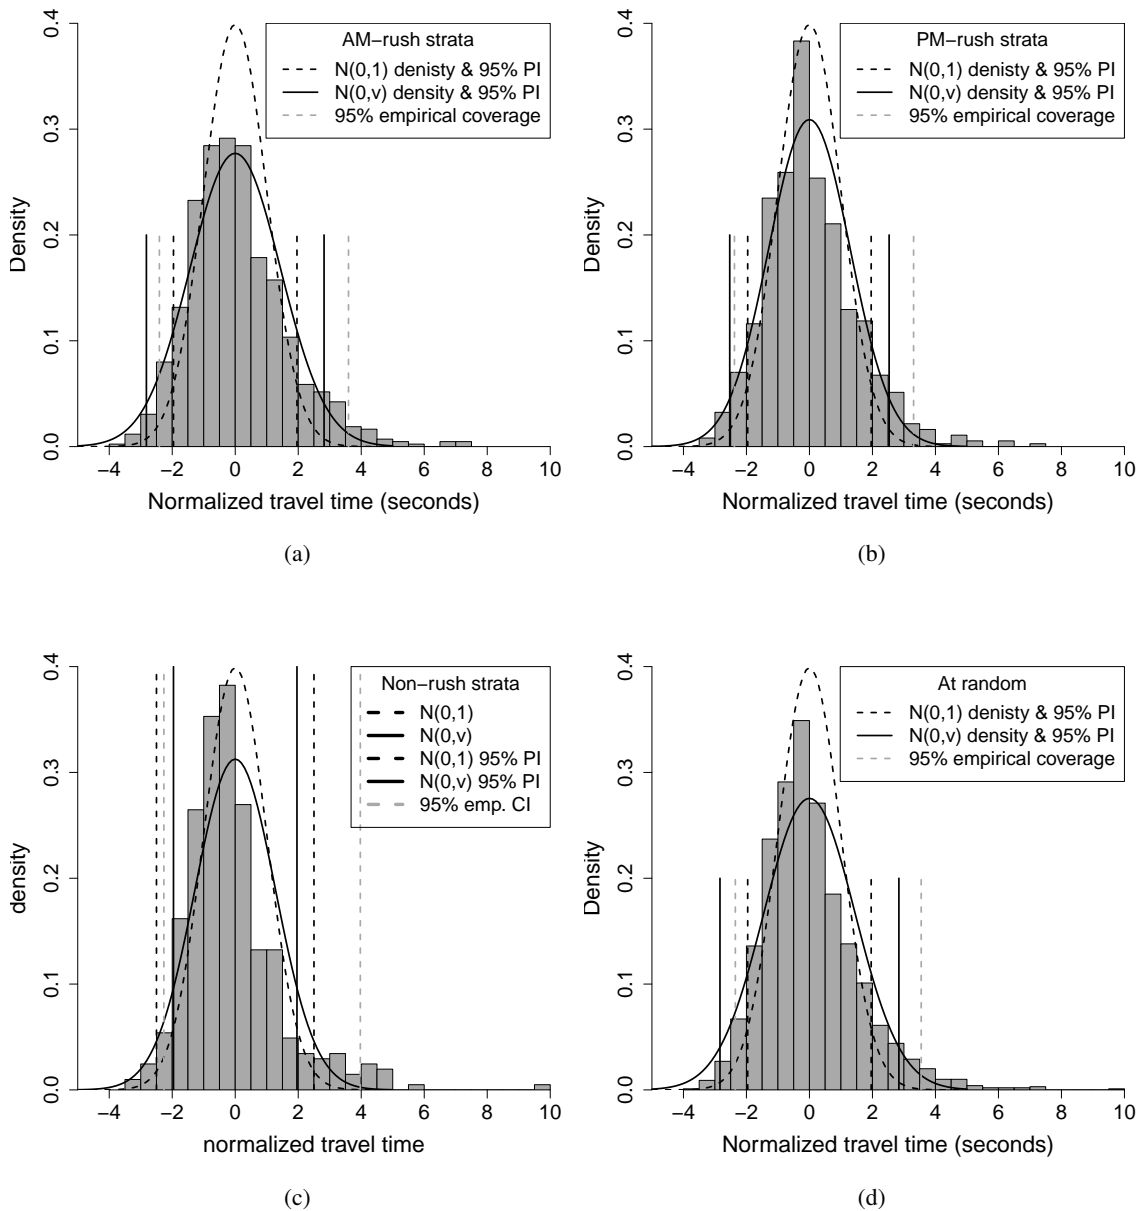 AM−rush strata
N(0,1) denisty & 95% PI
N(0,v) density & 95% PI
95% empirical coverage
Density
0.0 0.1 0.2 0.3 0.4
−4 −2 0 2 4 6 8 10
Normalized travel time (seconds)
(a)
PM−rush strata
N(0,1) denisty & 95% PI
N(0,v) density & 95% PI
95% empirical coverage
Density
0.0 0.1 0.2 0.3 0.4
−4 −2 0 2 4 6 8 10
Normalized travel time (seconds)
(b)
Non−rush strata
N(0,1)
N(0,v)
N(0,1) 95% PI
N(0,v) 95% PI
95% emp. CI
density
0.0 0.1 0.2 0.3 0.4
−4 −2 0 2 4 6 8 10
normalized travel time
(c)
At random
N(0,1) denisty & 95% PI
N(0,v) density & 95% PI
95% empirical coverage
Density
0.0 0.1 0.2 0.3 0.4
−4 −2 0 2 4 6 8 10
Normalized travel time (seconds)
(d)